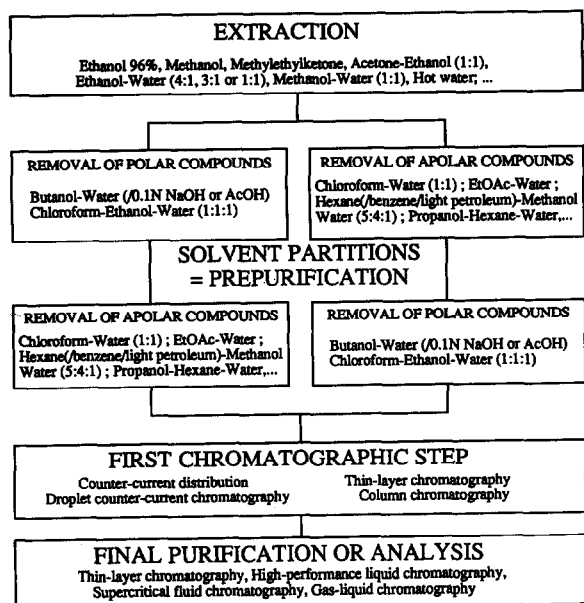 EXTRACTION
Ethanol 96%, Methanol, Methylethylketone, Acetone-Ethanol (1:1),
Ethanol-Water (4:1, 3:1 or 1:1), Methanol-Water (1:1), Hot water; ...
REMOVAL OF POLAR COMPOUNDS
Butanol-Water (/0.1N NaOH or AcOH)
Chloroform-Ethanol-Water (1:1:1)
REMOVAL OF APOLAR COMPOUNDS
Chloroform-Water (1:1) ; EtOAc-Water ;
Hexane(/benzene/light petroleum)-Methanol
Water (5:4:1) ; Propanol-Hexane-Water,...
SOLVENT PARTITIONS
= PREPURIFICATION
REMOVAL OF APOLAR COMPOUNDS
Chloroform-Water (1:1) ; EtOAc-Water ;
Hexane(/benzene/light petroleum)-Methanol
Water (5:4:1) ; Propanol-Hexane-Water,...
REMOVAL OF POLAR COMPOUNDS
Butanol-Water (/0.1N NaOH or AcOH)
Chloroform-Ethanol-Water (1:1:1)
FIRST CHROMATOGRAPHIC STEP
Counter-current distribution
Droplet counter-current chromatography
Thin-layer chromatography
Column chromatography
FINAL PURIFICATION OR ANALYSIS
Thin-layer chromatography, High-performance liquid chromatography,
Supercritical fluid chromatography, Gas-liquid chromatography